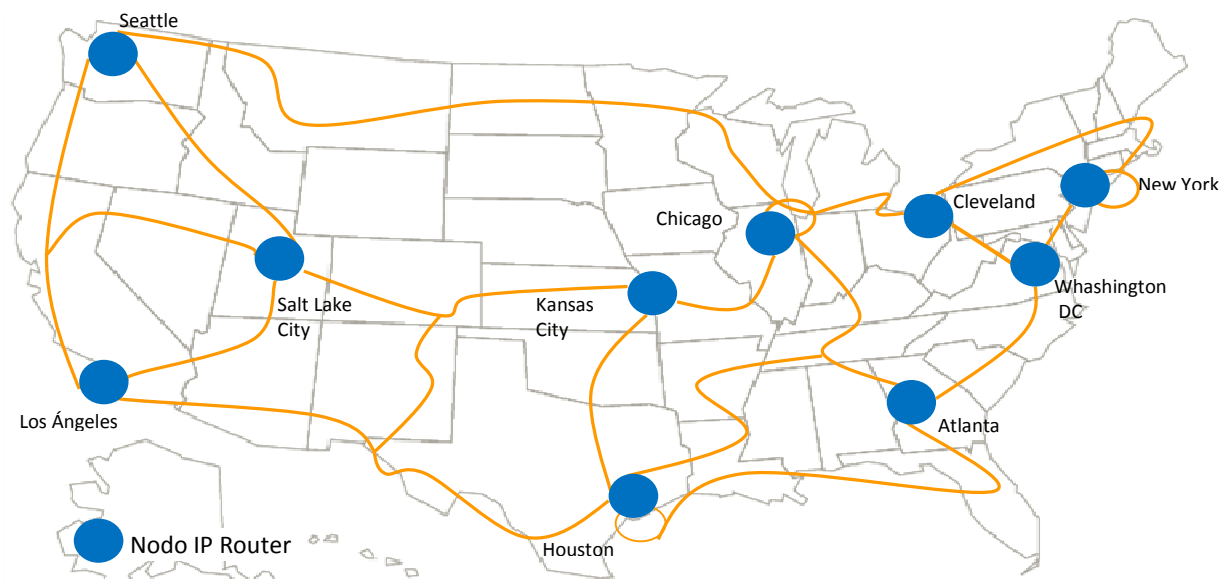 Seattle
New York
Cleveland
Chicago
Whashington
DC
Salt Lake
City
Kansas
City
Los Ángeles
Atlanta
Houston
Nodo IP Router